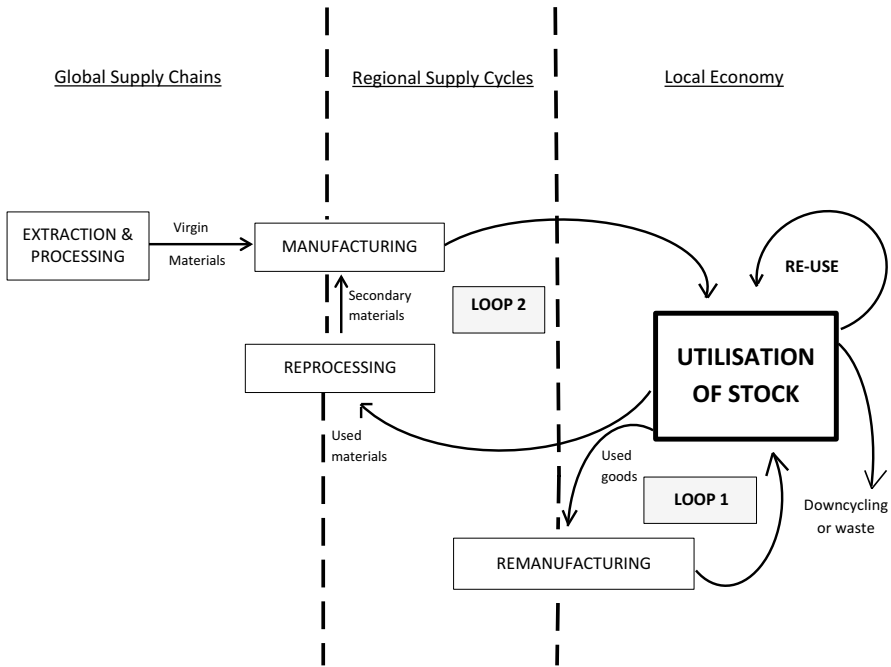 Global Supply Chains
Regional Supply Cycles
Local Economy
EXTRACTION &
PROCESSING
Virgin
Materials
MANUFACTURING
RE-USE
Secondary
materials
LOOP 2
UTILISATION
OF STOCK
REPROCESSING
Used
materials
Used
goods
LOOP 1
Downcycling
or waste
REMANUFACTURING